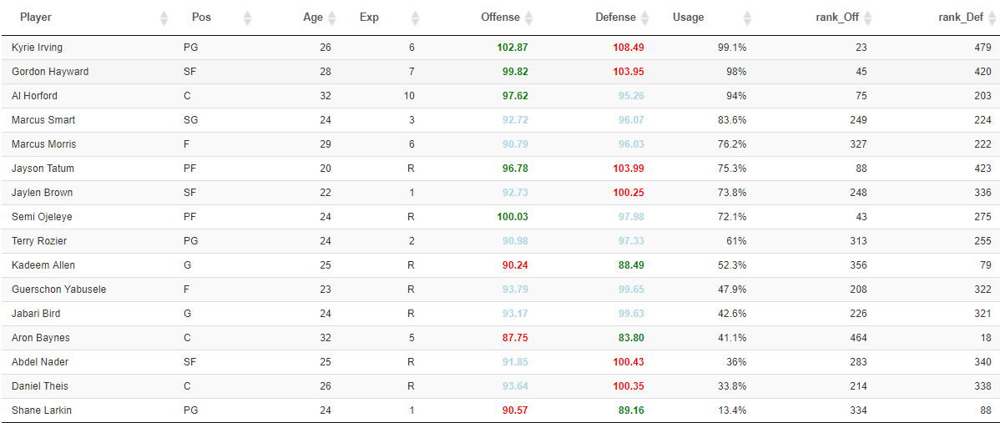 Player Pos Age Exp Offense Defense Usage rank_Off rank_Def
Kyrie Irving PG 26 6 102.87 108.49 99.1% 23 479
Gordon Hayward SF 28 7 99.82 103.95 98% 45 420
Al Horford C 32 10 97.62 95.26 94% 75 203
Marcus Smart SG 24 3 92.72 96.07 83.6% 249 224
Marcus Morris F 29 6 90.79 96.03 76.2% 327 222
Jayson Tatum PF 20 R 96.78 103.99 75.3% 88 423
Jaylen Brown SF 22 1 92.73 100.25 73.8% 248 336
Semi Ojeleye PF 24 R 100.03 97.98 72.1% 43 275
Terry Rozier PG 24 2 90.98 97.33 61% 313 255
Kadeem Allen G 25 R 90.24 88.49 52.3% 356 79
Guerschon Yabusele F 23 R 93.79 99.65 47.9% 208 322
Jabari Bird G 24 R 93.17 99.63 42.6% 226 321
Aron Baynes C 32 5 87.75 83.80 41.1% 464 18
Abdel Nader SF 25 R 91.85 100.43 36% 283 340
Daniel Theis C 26 R 93.64 100.35 33.8% 214 338
Shane Larkin PG 24 1 90.57 89.16 13.4% 334 88